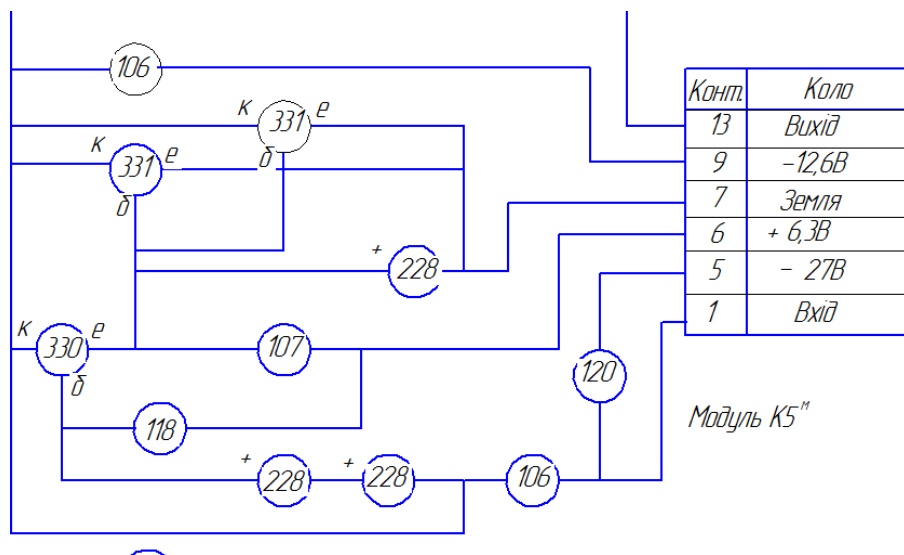 106
Конт. Коло
13 Вихід
9 -12,6В
7 Земля
6 + 6,3В
5 - 27В
1 Вхід
к 331 е
б
к 331 е
б
+ 228
к 330 е
б
107
120
118
+ 228 + 228 106
Модуль К5м